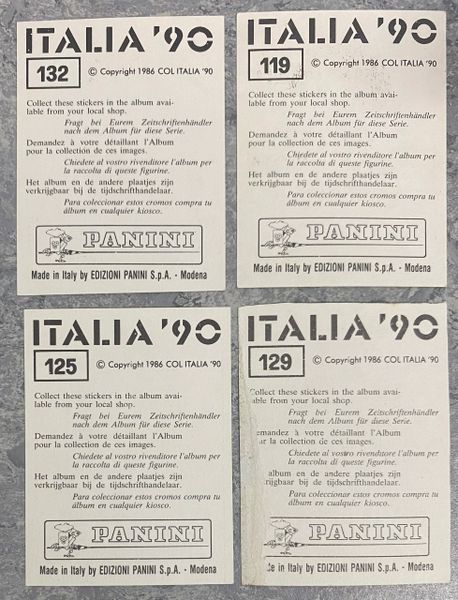 ITALIA '90
132 © Copyright 1986 COL ITALIA '90
Collect these stickers in the album avai-
lable from your local shop.
Fragt bei Eurem Zeitschriftenhändler
nach dem Album für diese Serie.
Demandez à votre détaillant l'Album
pour la collection de ces images.
Chiedete al vostro rivenditore l'album per
la raccolta di queste figurine.
Het album en de andere plaatjes zijn
verkrijgbaar bij de tijdschrifthandelaar.
Para coleccionar estos cromos compra tu
álbum en cualquier kiosco.
PANINI
Made in Italy by EDIZIONI PANINI S.p.A. - Modena
ITALIA '90
119 © Copyright 1986 COL ITALIA '90
Collect these stickers in the album avai-
lable from your local shop.
Fragt bei Eurem Zeitschriftenhändler
nach dem Album für diese Serie.
Demandez à votre détaillant l'Album
pour la collection de ces images.
Chiedete al vostro rivenditore l'album per
la raccolta di queste figurine.
Het album en de andere plaatjes zijn
verkrijgbaar bij de tijdschrifthandelaar.
Para coleccionar estos cromos compra tu
álbum en cualquier kiosco.
PANINI
Made in Italy by EDIZIONI PANINI S.p.A. - Modena
ITALIA '90
125 © Copyright 1986 COL ITALIA '90
Collect these stickers in the album avai-
lable from your local shop.
Fragt bei Eurem Zeitschriftenhändler
nach dem Album für diese Serie.
Demandez à votre détaillant l'Album
pour la collection de ces images.
Chiedete al vostro rivenditore l'album per
la raccolta di queste figurine.
Het album en de andere plaatjes zijn
verkrijgbaar bij de tijdschrifthandelaar.
Para coleccionar estos cromos compra tu
álbum en cualquier kiosco.
PANINI
Made in Italy by EDIZIONI PANINI S.p.A. - Modena
ITALIA '90
129 © Copyright 1986 COL ITALIA '90
these stickers in the album avai-
from your local shop.
Fragt bei Eurem Zeitschriftenhändler
nach dem Album für diese Serie.
à votre détaillant l'Album
la collection de ces images.
Chiedete al vostro rivenditore l'album per
la raccolta di queste figurine.
album en de andere plaatjes zijn
bij de tijdschrifthandelaar.
Para coleccionar estos cromos compra tu
álbum en cualquier kiosco.
PANINI
in Italy by EDIZIONI PANINI S.p.A. - Modena